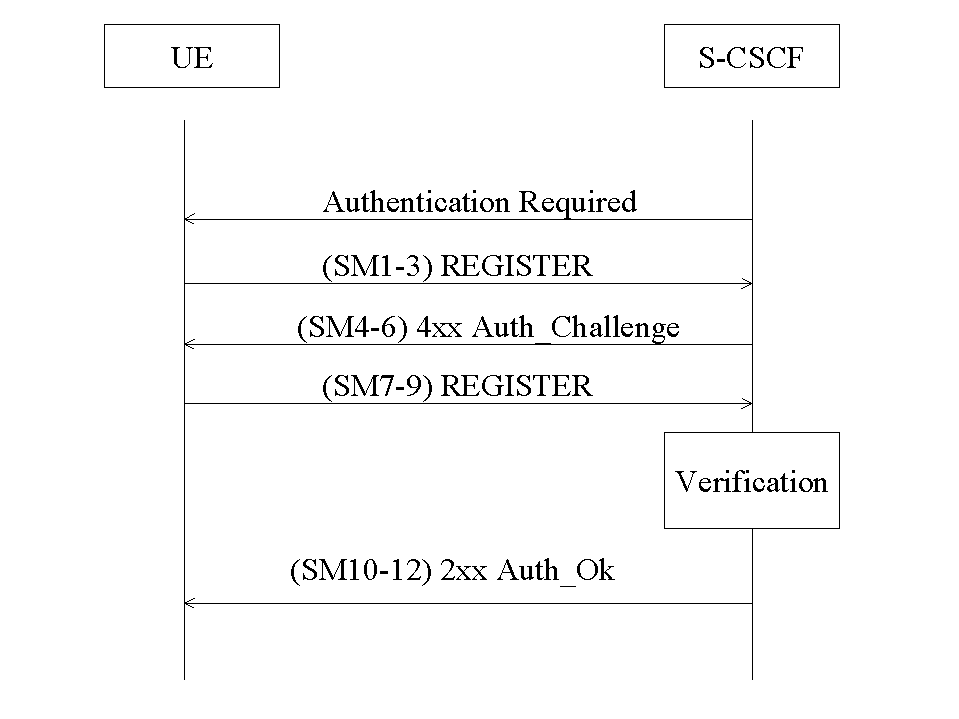 UE
S-CSCF
Authentication Required
(SM1-3) REGISTER
(SM4-6) 4xx Auth_Challenge
(SM7-9) REGISTER
Verification
(SM10-12) 2xx Auth_Ok